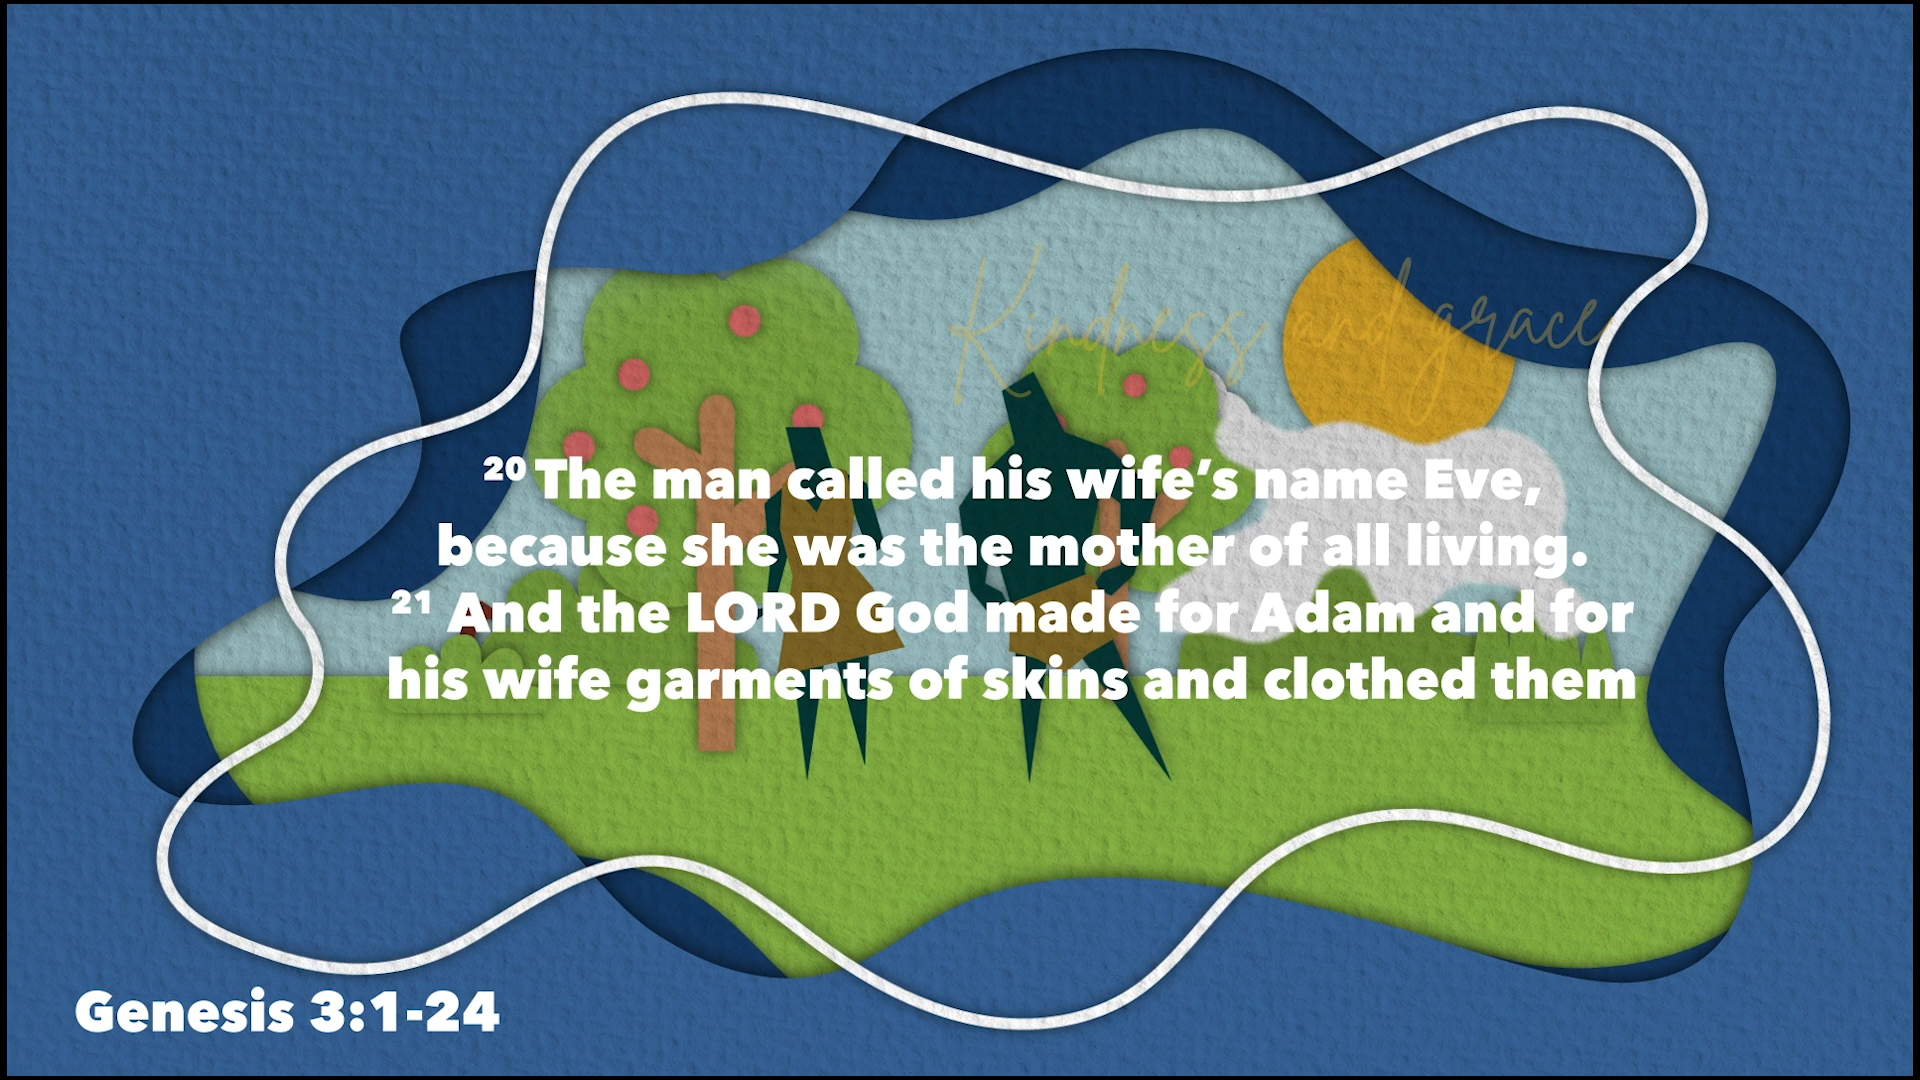 Kindness and grace
²⁰ The man called his wife’s name Eve,
because she was the mother of all living.
²¹ And the LORD God made for Adam and for
his wife garments of skins and clothed them
Genesis 3:1-24